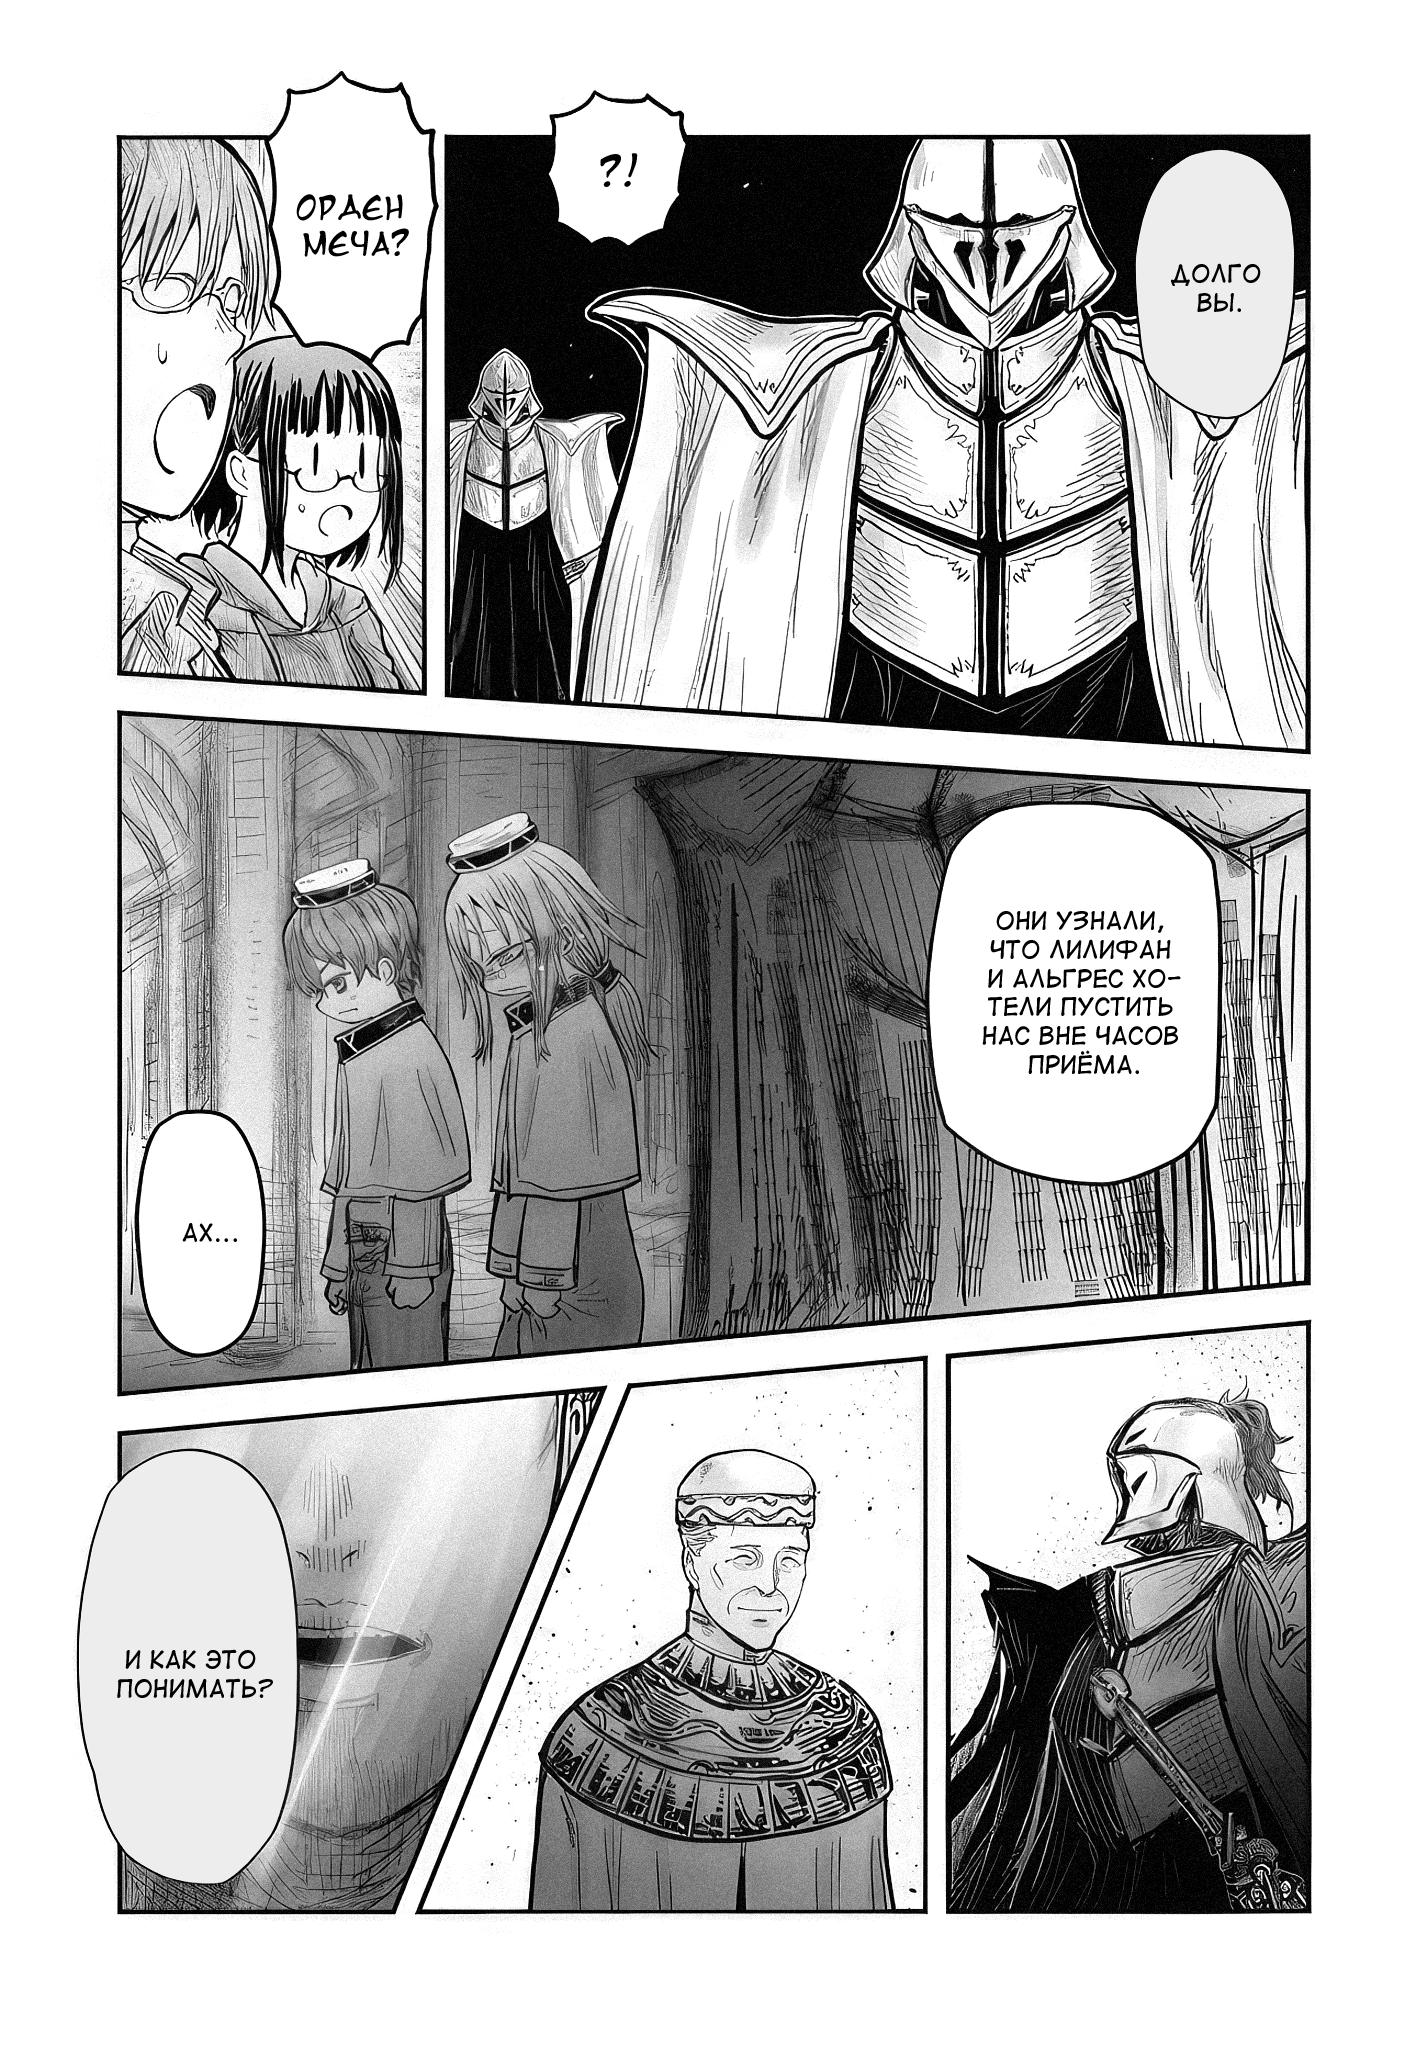 ДОЛГО
ВЫ.
?!
ОРДЕН
МЕЧА?
ОНИ УЗНАЛИ,
ЧТО ЛИЛИФАН
И АЛЬГРЕС ХО-
ТЕЛИ ПУСТИТЬ
НАС ВНЕ ЧАСОВ
ПРИЁМА.
АХ...
И КАК ЭТО
ПОНИМАТЬ?